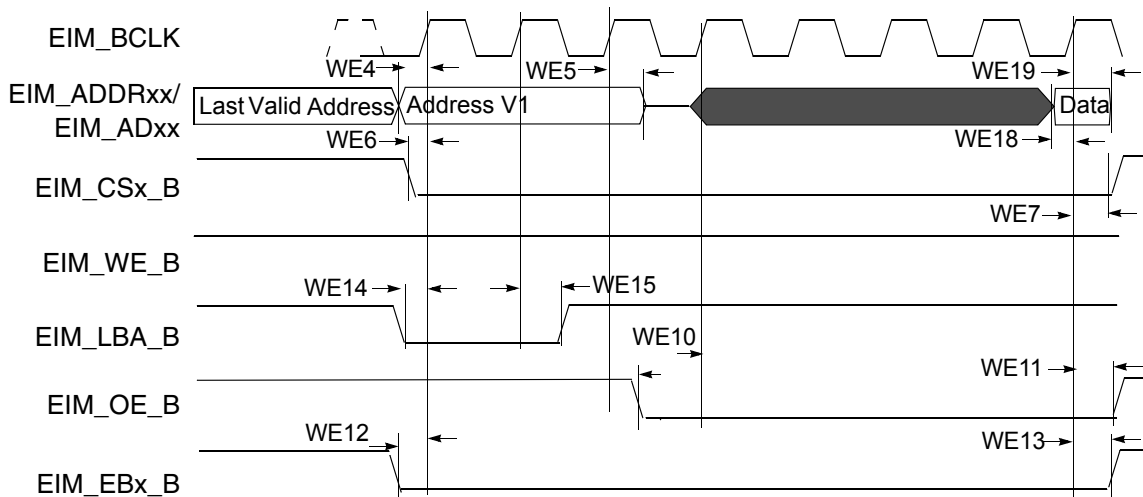 EIM_BCLK
WE4
WE5
WE19
EIM_ADDRxx/
EIM_ADxx
Last Valid Address
Address V1
Data
WE6
WE18
EIM_CSx_B
WE7
EIM_WE_B
WE14
WE15
EIM_LBA_B
WE10
WE11
EIM_OE_B
WE12
WE13
EIM_EBx_B